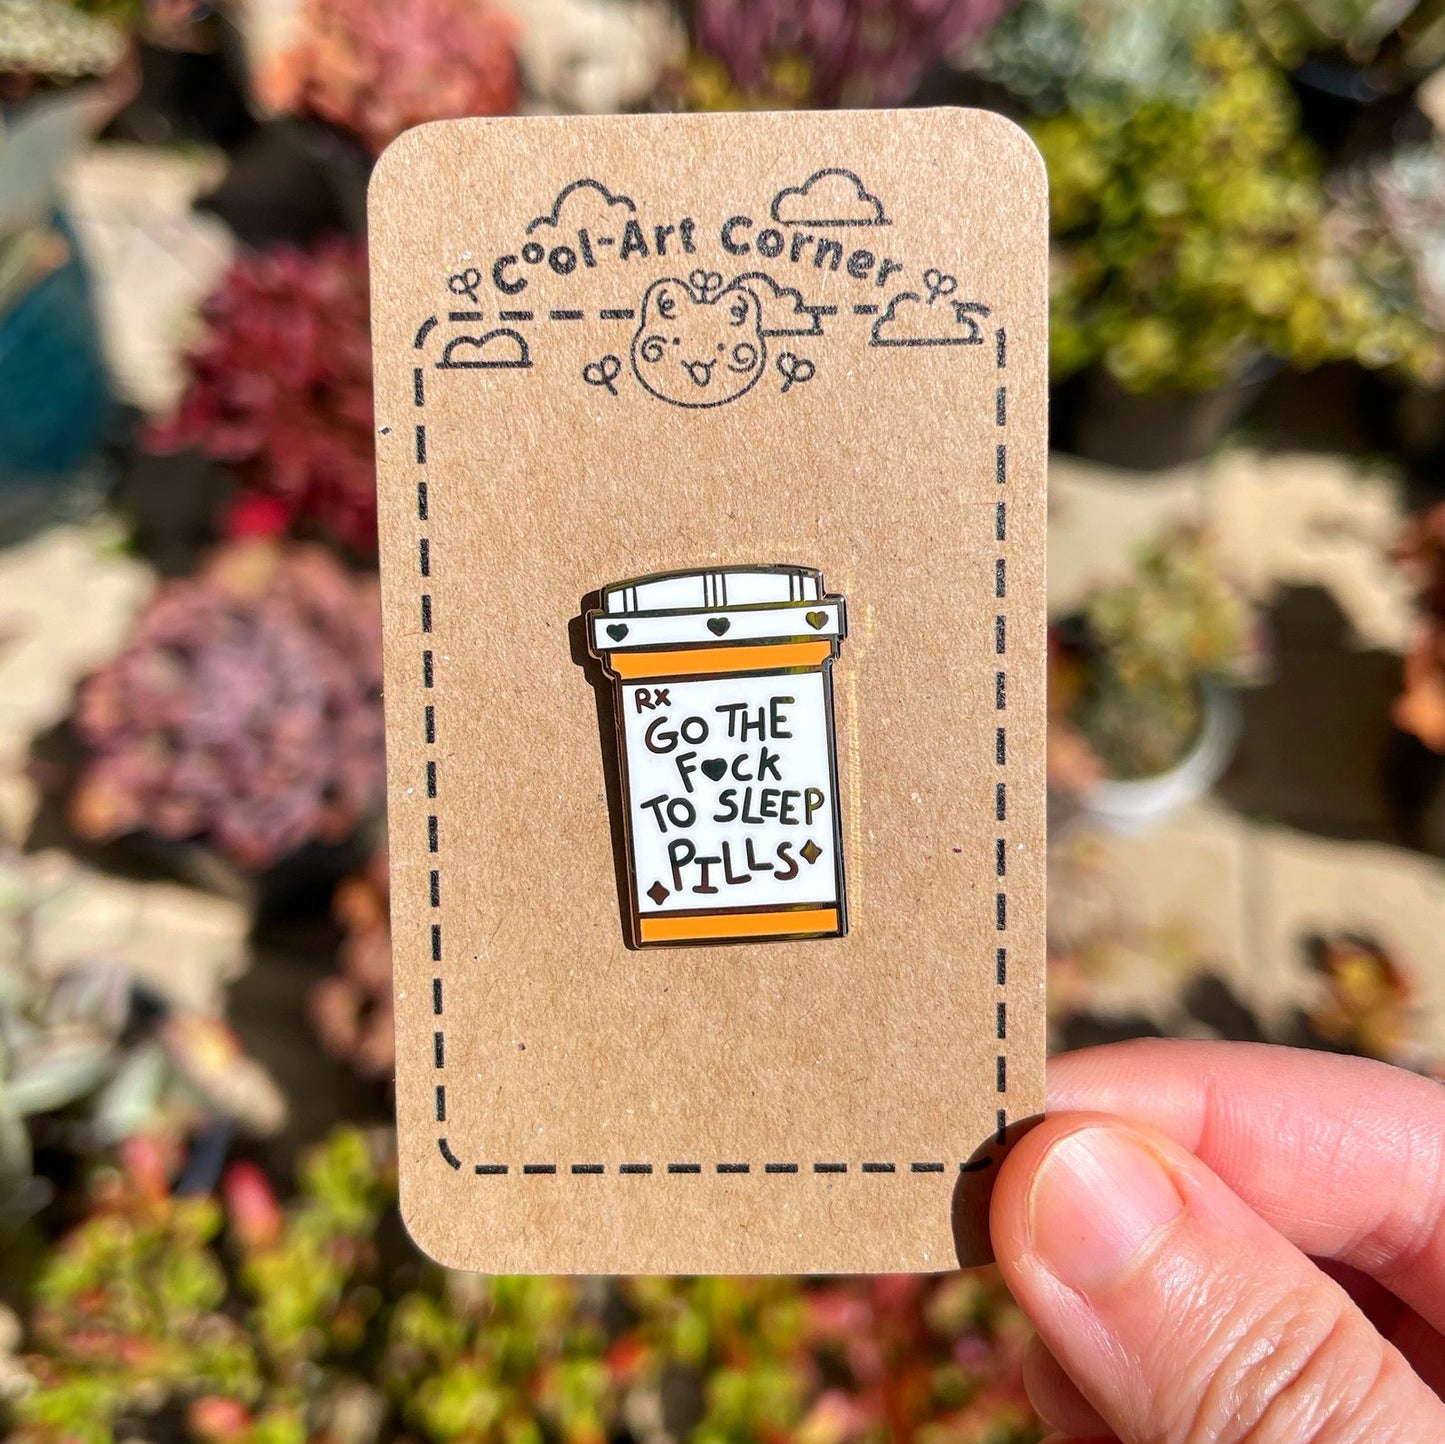 Cool-Art Corner
RX
GO THE
F♥CK
TO SLEEP
PILLS